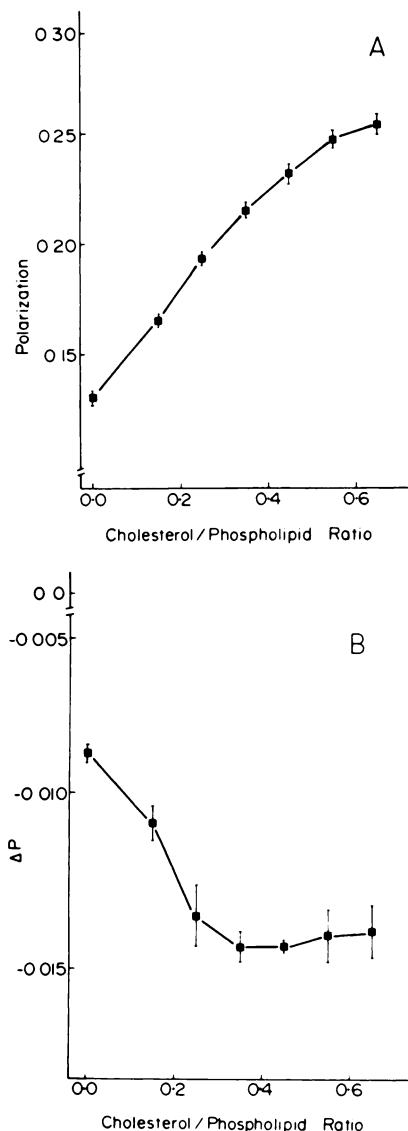 A
0 30
0 25
0 20
0 15
Polarization
0·0 0·2 0·4 0·6
Cholesterol / Phospholipid Ratio
B
0 0
-0 005
-0 010
-0 015
ΔP
0·0 0·2 0·4 0·6
Cholesterol / Phospholipid Ratio